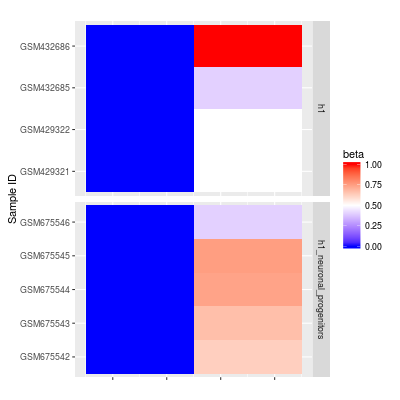 GSM432686
GSM432685
GSM429322
GSM429321
h1
GSM675546
GSM675545
GSM675544
GSM675543
GSM675542
h1_neuronal_progenitors
Sample ID
beta
1.00
0.75
0.50
0.25
0.00